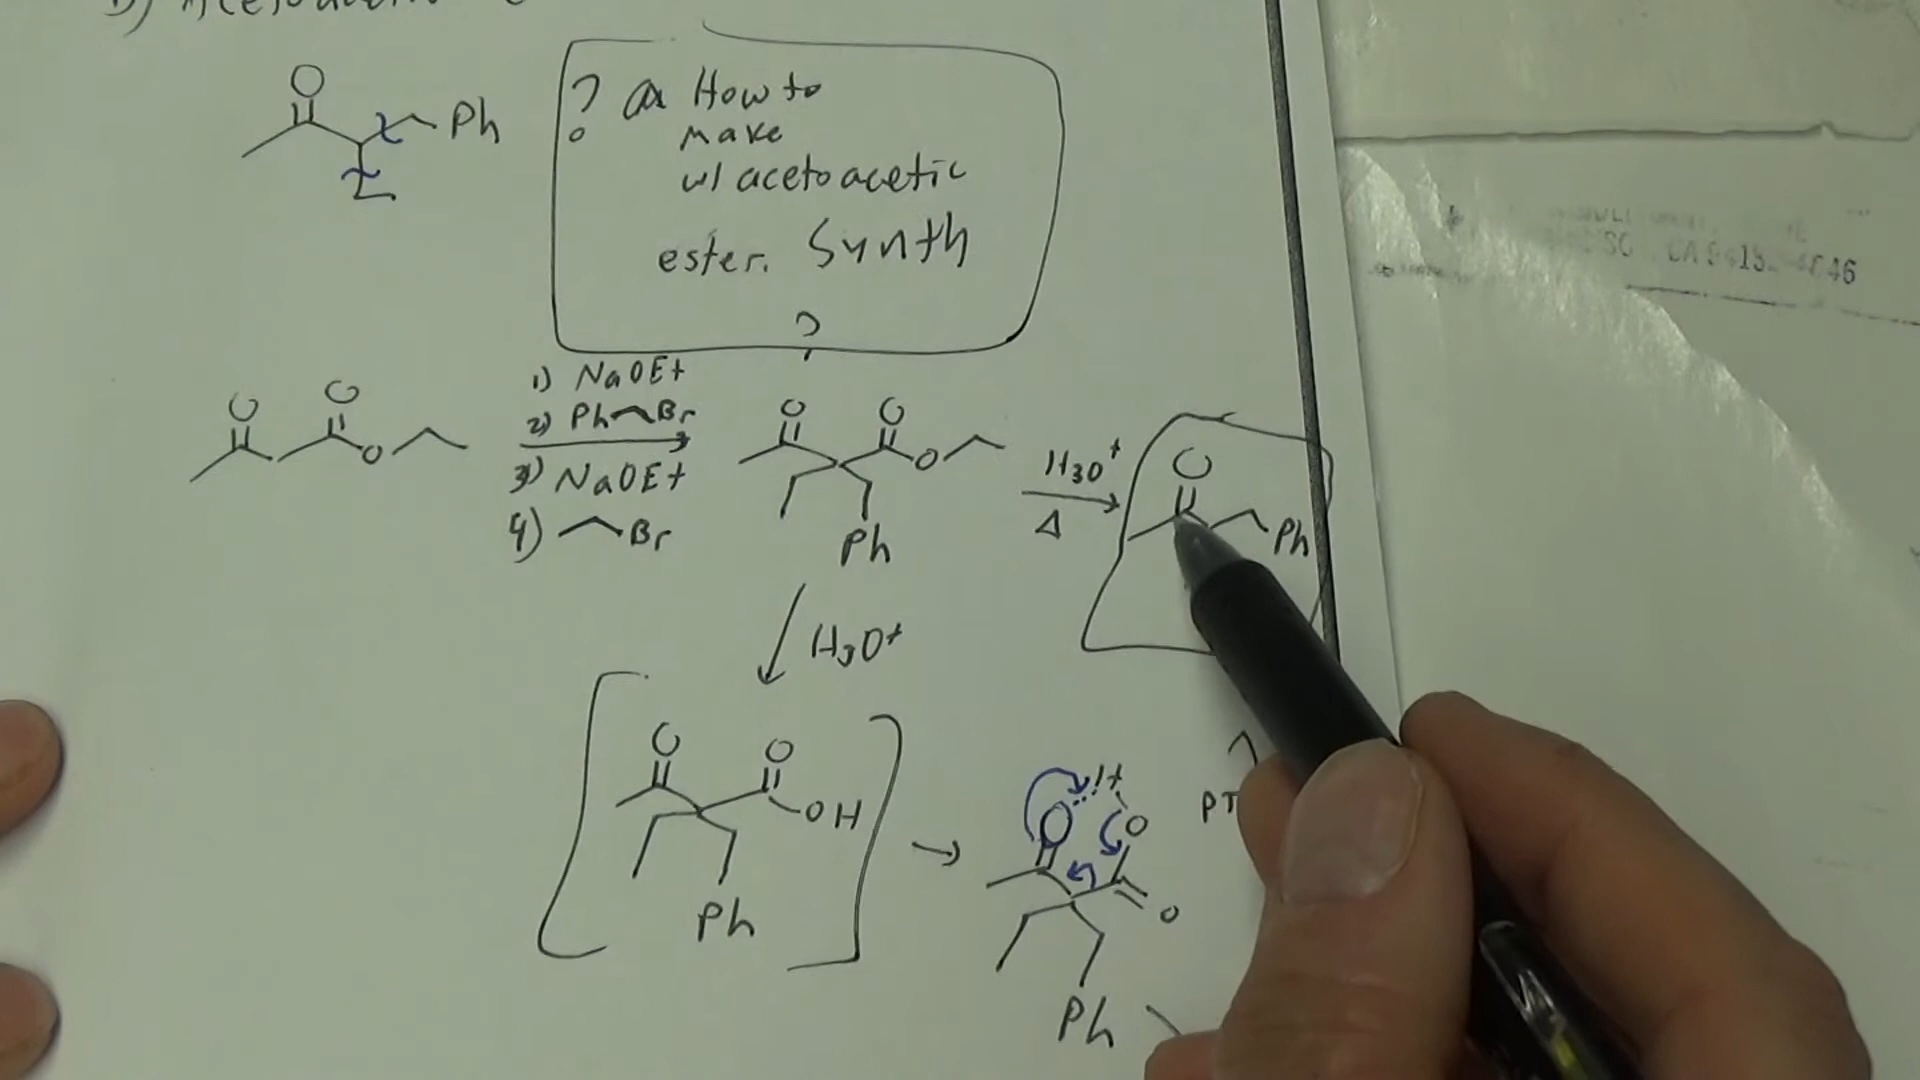 O
Ph
? How to
make
w/ acetoacetic
ester. Synth
?
1) NaOEt
2) Ph Br
3) NaOEt
4) Br
O O
O
O O
O
Ph
H3O+
Δ
O
Ph
H3O+
O O
OH
Ph
H
O O
O
Ph
PT